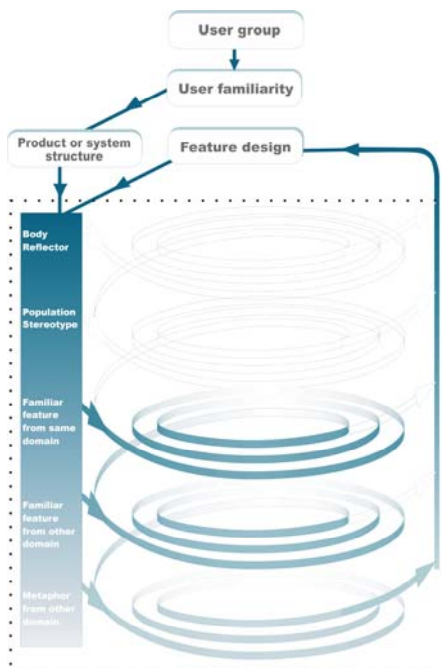 User group
User familiarity
Product or system
structure
Feature design
Body
Reflector
Population
Stereotype
Familiar
feature
from same
domain
Familiar
feature
from other
domain
Metaphor
from other
domain